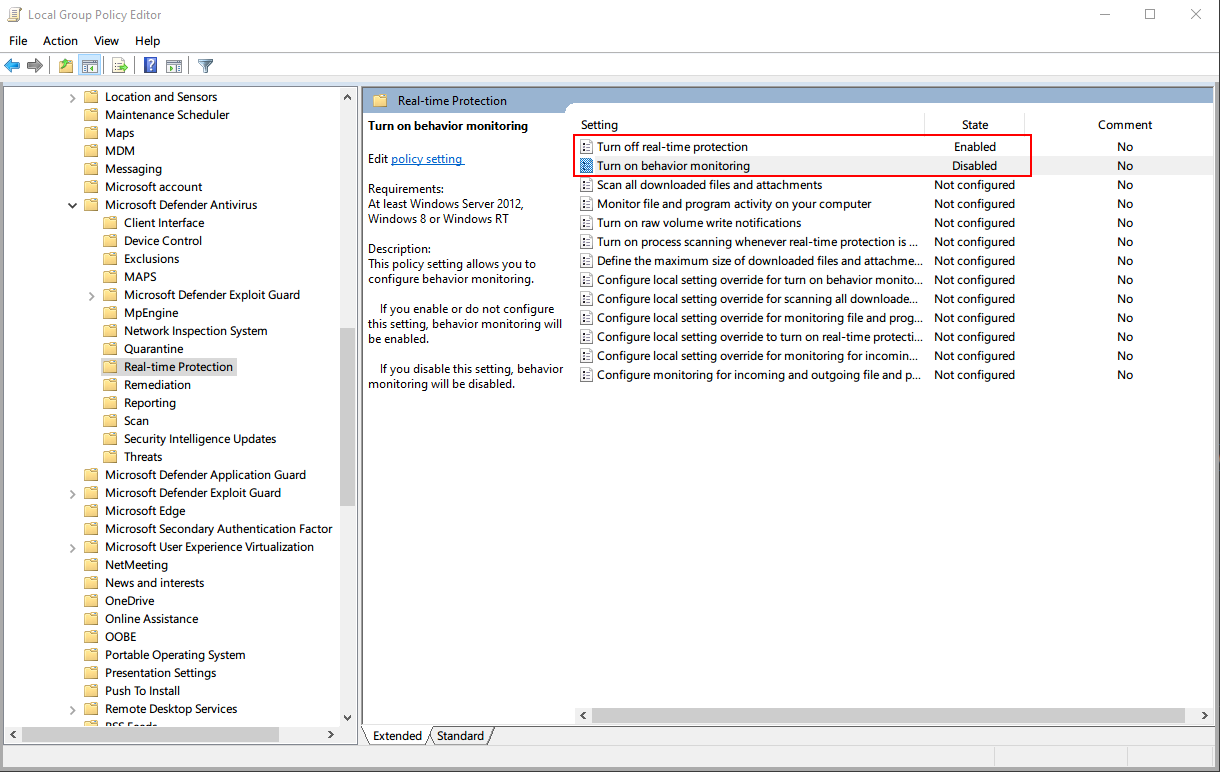 Local Group Policy Editor
File Action View Help
Location and Sensors
Maintenance Scheduler
Maps
MDM
Messaging
Microsoft account
Microsoft Defender Antivirus
Client Interface
Device Control
Exclusions
MAPS
Microsoft Defender Exploit Guard
MpEngine
Network Inspection System
Quarantine
Real-time Protection
Remediation
Reporting
Scan
Security Intelligence Updates
Threats
Microsoft Defender Application Guard
Microsoft Defender Exploit Guard
Microsoft Edge
Microsoft Secondary Authentication Factor
Microsoft User Experience Virtualization
NetMeeting
News and interests
OneDrive
Online Assistance
OOBE
Portable Operating System
Presentation Settings
Push To Install
Remote Desktop Services
RSS Feeds
Real-time Protection
Turn on behavior monitoring
Edit policy setting
Requirements:
At least Windows Server 2012,
Windows 8 or Windows RT
Description:
This policy setting allows you to
configure behavior monitoring.
If you enable or do not configure
this setting, behavior monitoring will
be enabled.
If you disable this setting, behavior
monitoring will be disabled.
Setting State Comment
Turn off real-time protection Enabled No
Turn on behavior monitoring Disabled No
Scan all downloaded files and attachments Not configured No
Monitor file and program activity on your computer Not configured No
Turn on raw volume write notifications Not configured No
Turn on process scanning whenever real-time protection is ... Not configured No
Define the maximum size of downloaded files and attachme... Not configured No
Configure local setting override for turn on behavior monito... Not configured No
Configure local setting override for scanning all downloade... Not configured No
Configure local setting override for monitoring file and prog... Not configured No
Configure local setting override to turn on real-time protecti... Not configured No
Configure local setting override for monitoring for incomin... Not configured No
Configure monitoring for incoming and outgoing file and p... Not configured No
Extended Standard